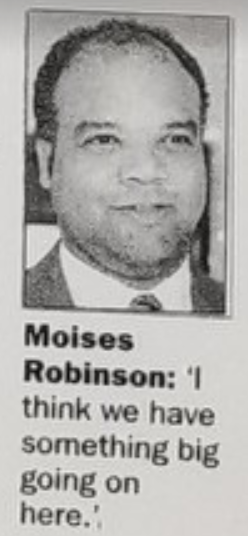 Moises
Robinson: 'I
think we have
something big
going on
here.'.